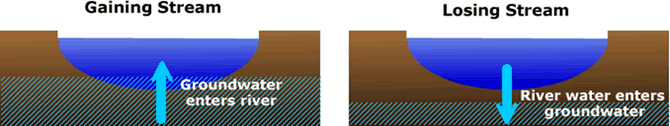 Gaining Stream
Groundwater
enters river
Losing Stream
River water enters
groundwater